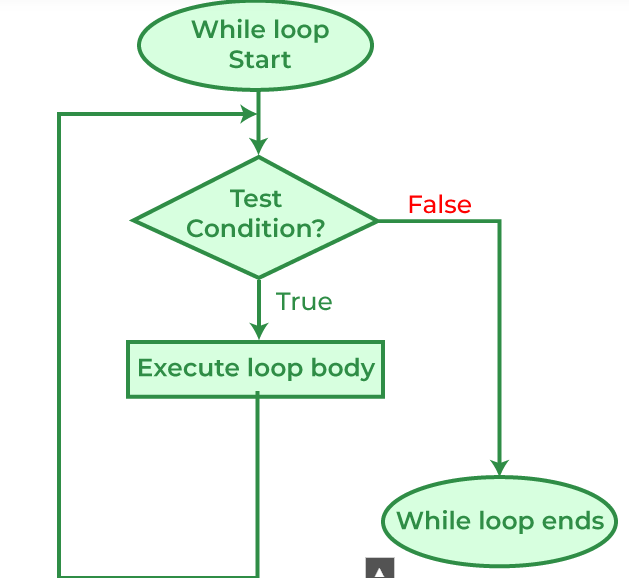 While loop
Start
Test
Condition?
False
True
Execute loop body
While loop ends